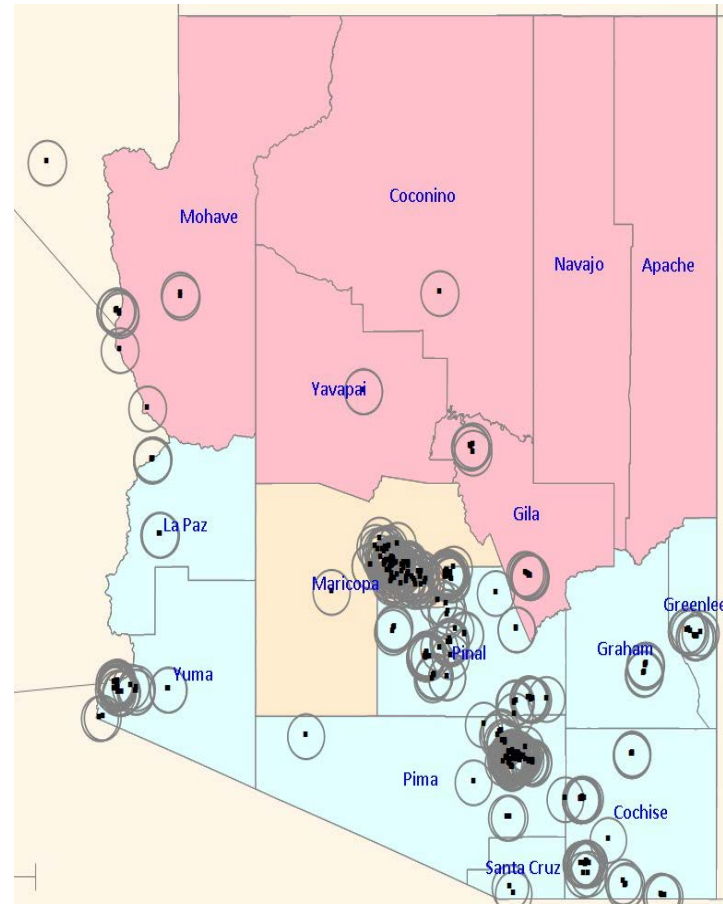 Coconino
Mohave
Navajo
Apache
Yavapai
Gila
La Paz
Maricopa
Greenlee
Graham
Pinal
Yuma
Pima
Cochise
Santa Cruz